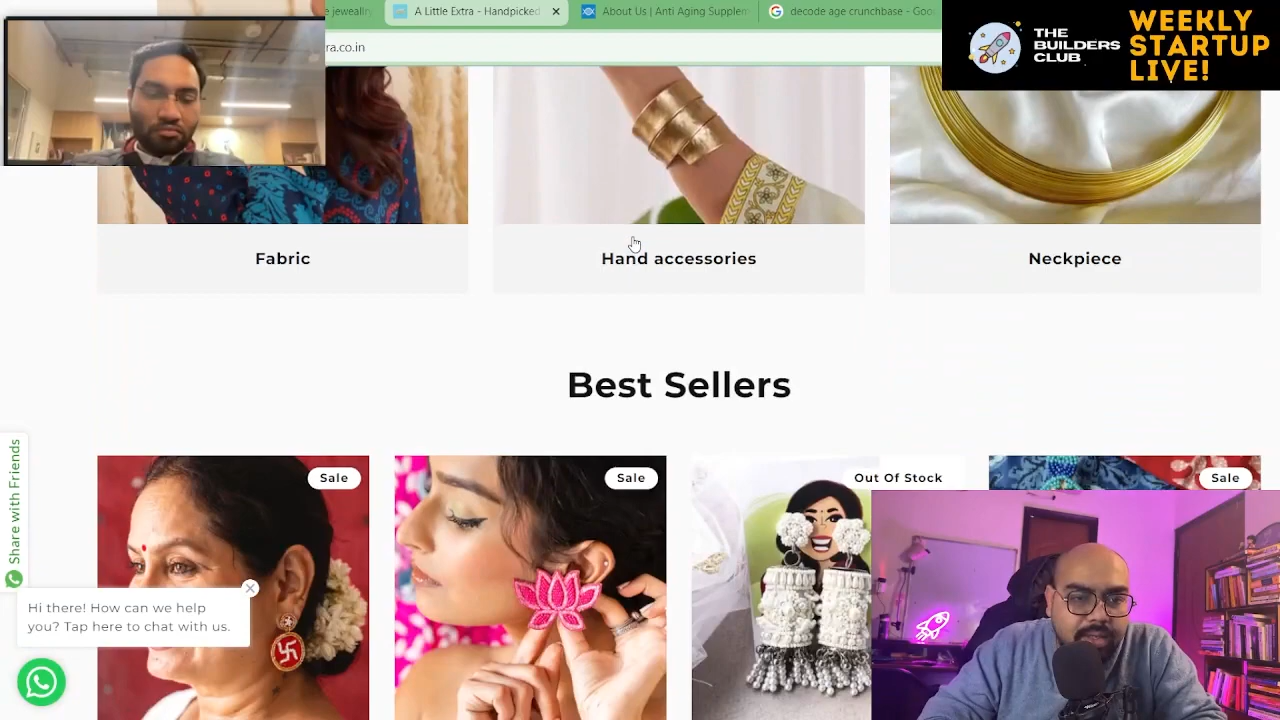 e jeweallry
A Little Extra - Handpicked
About Us | Anti Aging Supplem
decode age crunchbase - Goo
ra.co.in
THE
BUILDERS
CLUB
WEEKLY
STARTUP
LIVE!
Fabric
Hand accessories
Neckpiece
Best Sellers
Sale
Sale
Out Of Stock
Sale
Share with Friends
Hi there! How can we help
you? Tap here to chat with us.